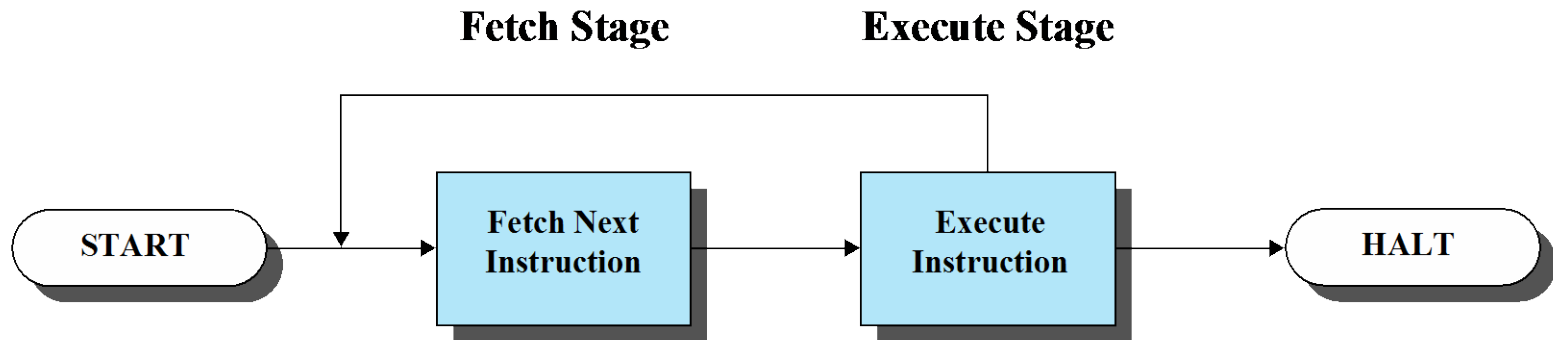 Fetch Stage
Execute Stage
START
Fetch Next
Instruction
Execute
Instruction
HALT